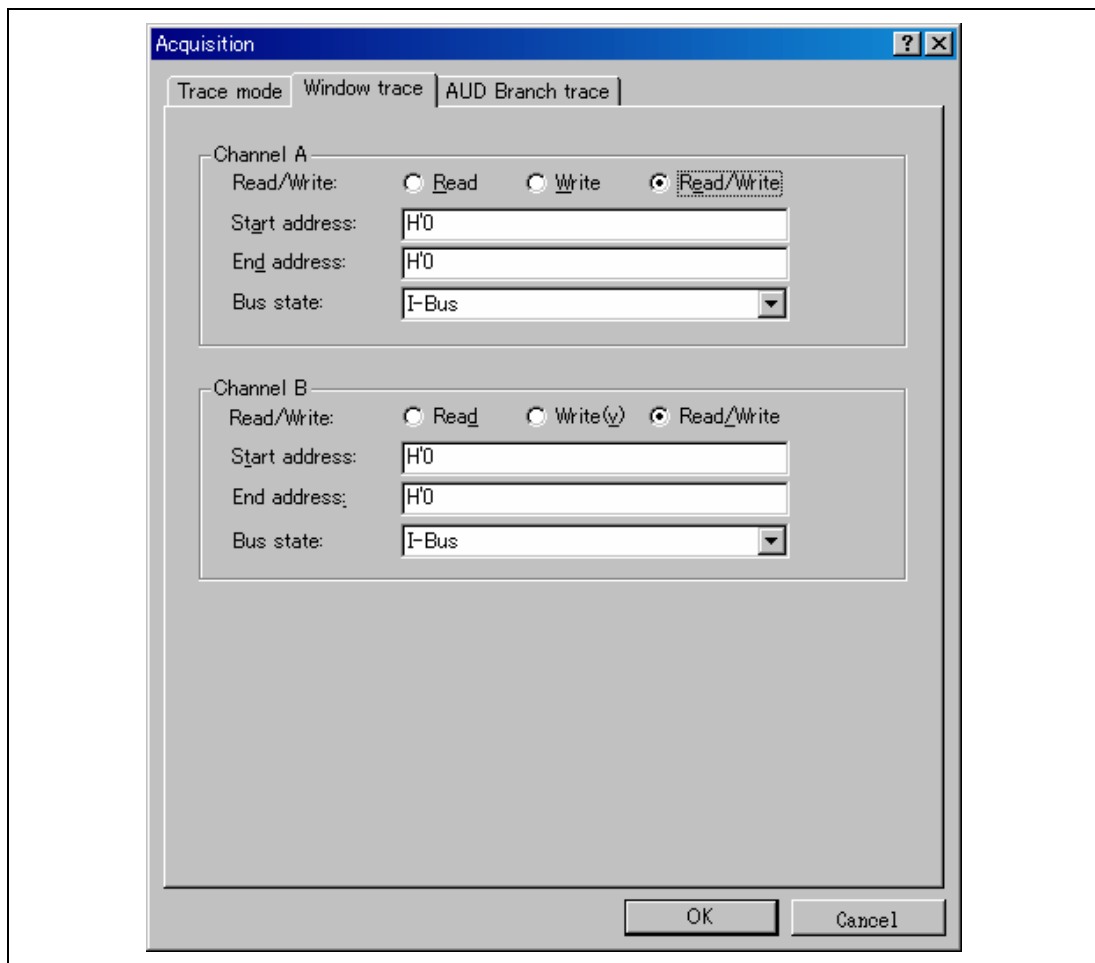 Acquisition
Trace mode Window trace AUD Branch trace
Channel A
Read/Write: Read Write Read/Write
Start address: H'0
End address: H'0
Bus state: I-Bus
Channel B
Read/Write: Read Write(v) Read/Write
Start address: H'0
End address: H'0
Bus state: I-Bus
OK Cancel